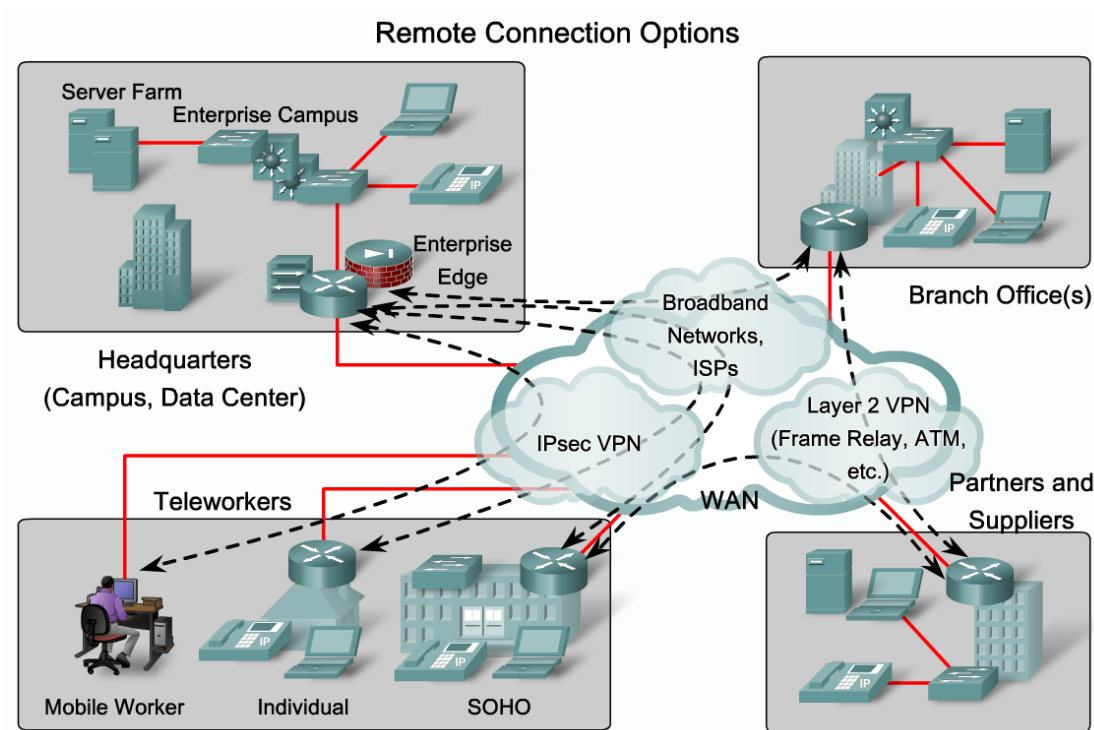 Remote Connection Options
Server Farm
Enterprise Campus
IP
Enterprise
Edge
Headquarters
(Campus, Data Center)
IP
Branch Office(s)
Broadband
Networks,
ISPs
IPsec VPN
Layer 2 VPN
(Frame Relay, ATM,
etc.)
WAN
Teleworkers
IP
IP
Mobile Worker
Individual
SOHO
Partners and
Suppliers
IP